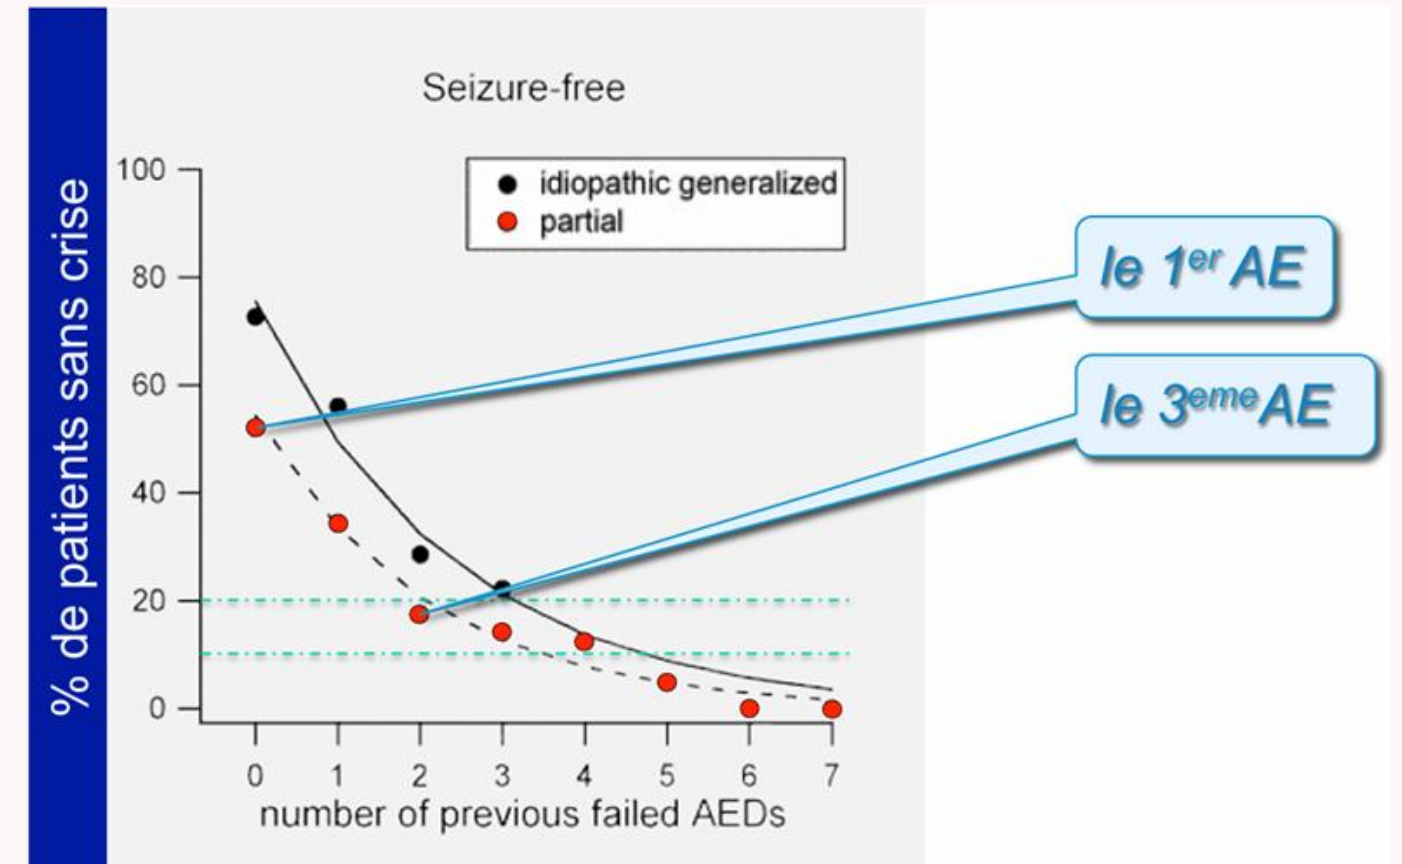 % de patients sans crise
Seizure-free
idiopathic generalized
partial
100
80
60
40
20
0
0 1 2 3 4 5 6 7
number of previous failed AEDs
le 1er AE
le 3eme AE